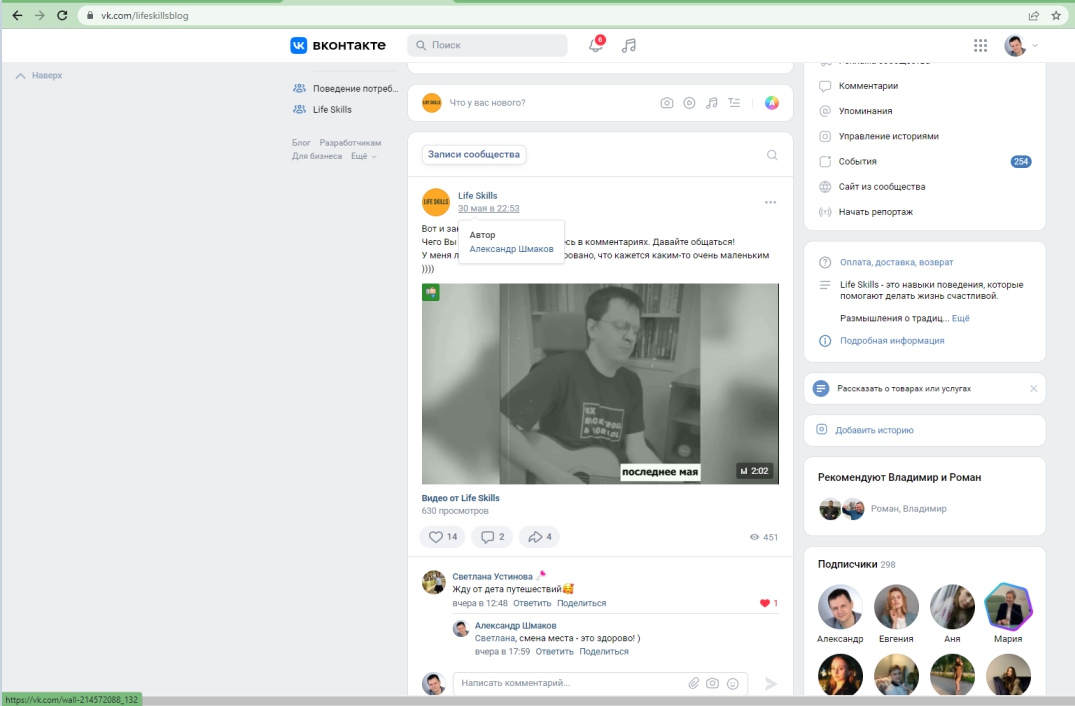 vk.com/lifeskillsblog
ВКОНТАКТЕ
Поиск
6
Наверх
Поведение потреб...
Life Skills
Блог Разработчикам
Для бизнеса Ещё
Что у вас нового?
Записи сообщества
LIFE SKILLS
Life Skills
30 мая в 22:53
Вот и
Автор
Чего Вы
Александр Шмаков
в комментариях. Давайте общаться!
У меня
что кажется каким-то очень маленьким
))))
последнее мая
2:02
Видео от Life Skills
630 просмотров
14
2
4
451
Светлана Устинова
Жду от лета путешествий
вчера в 12:48 Ответить Поделиться
1
Александр Шмаков
Светлана, смена места - это здорово! )
вчера в 17:59 Ответить Поделиться
Написать комментарий...
Реклама сообщества
Комментарии
Упоминания
Управление историями
События
254
Сайт из сообщества
Начать репортаж
Оплата, доставка, возврат
Life Skills - это навыки поведения, которые
помогают делать жизнь счастливой.
Размышления о традиц... Ещё
Подробная информация
Рассказать о товарах или услугах
Добавить историю
Рекомендуют Владимир и Роман
Роман, Владимир
Подписчики 298
Александр
Евгения
Аня
Мария
https://vk.com/wall-214572088_132